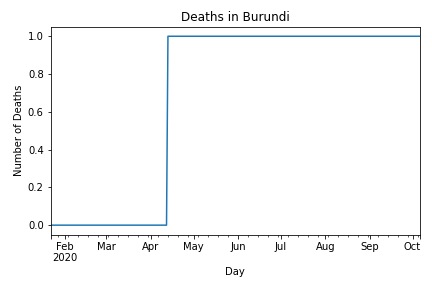 Deaths in Burundi
Number of Deaths
1.0
0.8
0.6
0.4
0.2
0.0
Feb Mar Apr May Jun Jul Aug Sep Oct
2020
Day